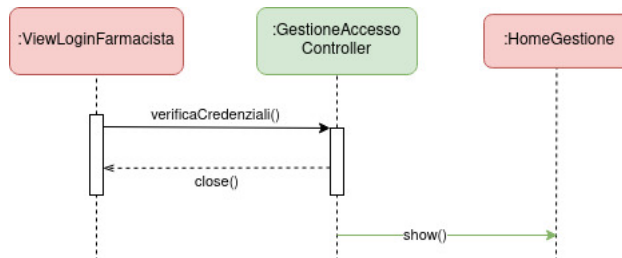 :ViewLoginFarmacista
:GestioneAccesso
Controller
:HomeGestione
verificaCredenziali()
close()
show()